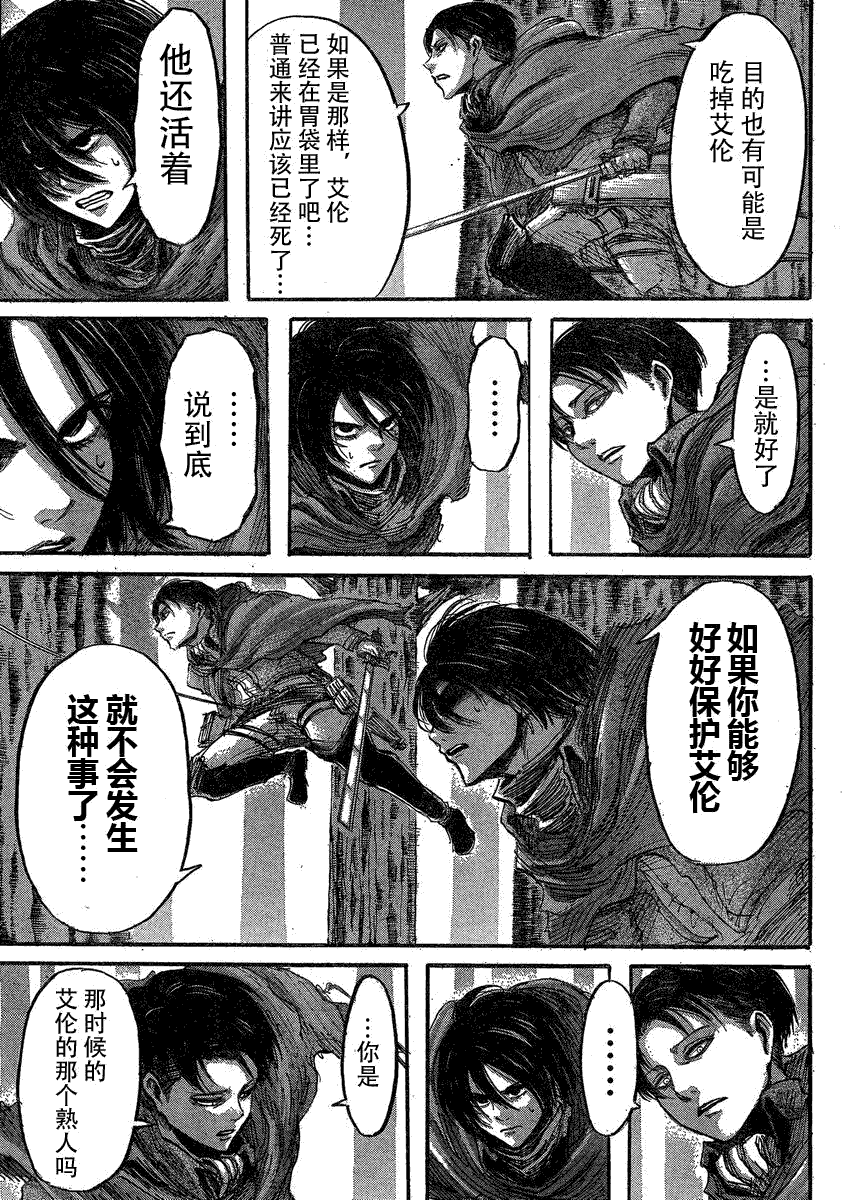 目的也有可能是
吃掉艾伦
如果是那样，艾伦
已经在胃袋里了吧…
普通来讲应该已经死了…
他还活着
…是就好了
……
……
说到底
如果你能够
好好保护艾伦
就不会发生
这种事了……
……
…你是
那时候的
艾伦的那个熟人吗